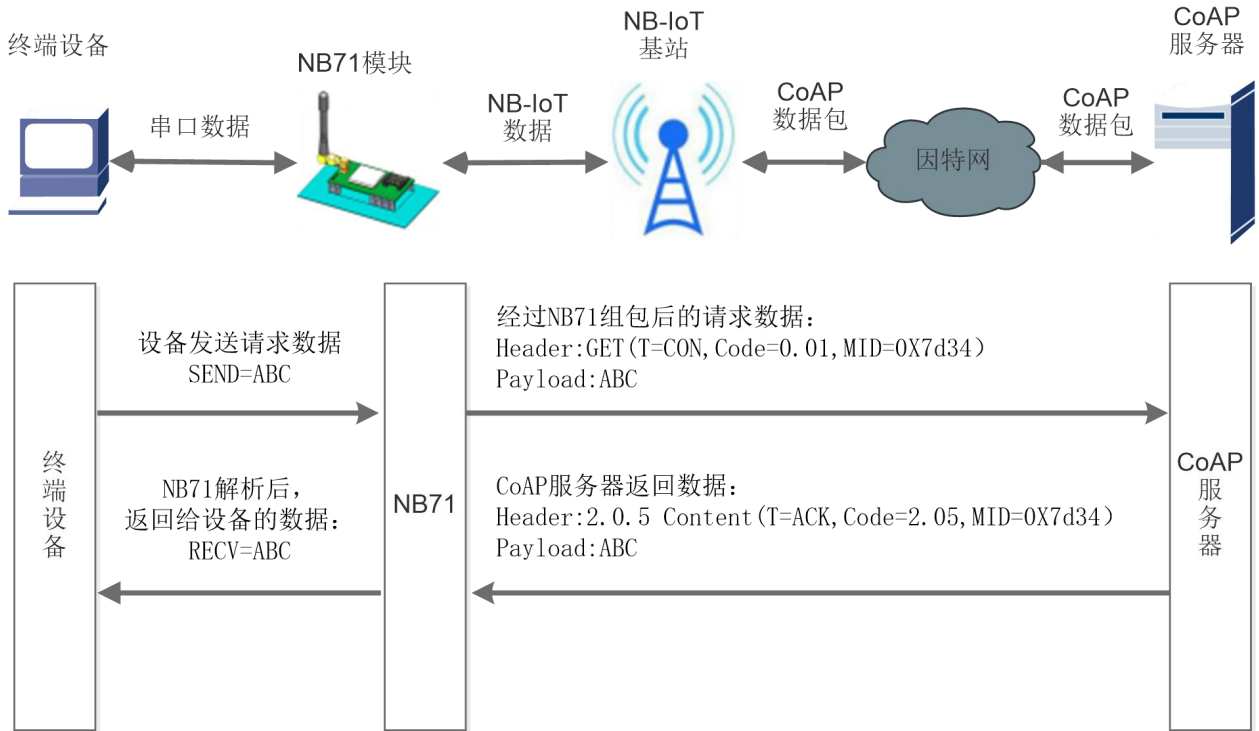 终端设备
NB71模块
NB-IoT
基站
CoAP
服务器
串口数据
NB-IoT
数据
CoAP
数据包
因特网
CoAP
数据包
设备发送请求数据
SEND=ABC
经过NB71组包后的请求数据:
Header:GET(T=CON,Code=0.01,MID=0X7d34)
Payload:ABC
终端设备
NB71解析后,
返回给设备的数据:
RECV=ABC
NB71
CoAP服务器返回数据:
Header:2.0.5 Content(T=ACK,Code=2.05,MID=0X7d34)
Payload:ABC
CoAP
服务器